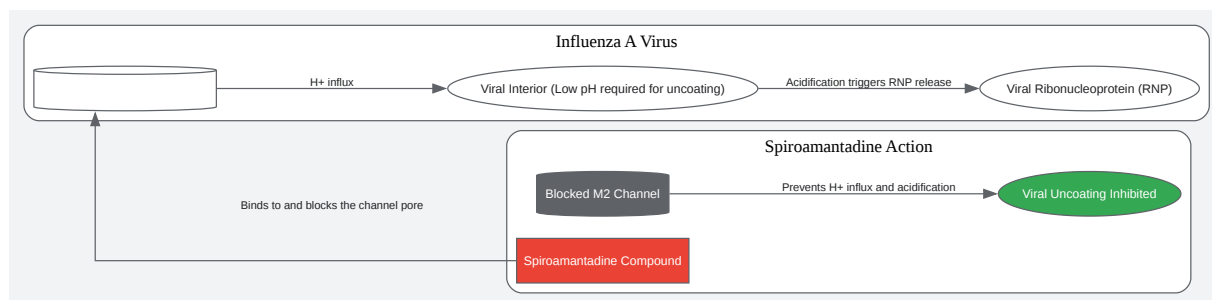 Influenza A Virus
H+ influx
Viral Interior (Low pH required for uncoating)
Acidification triggers RNP release
Viral Ribonucleoprotein (RNP)
Spiroamantadine Action
Blocked M2 Channel
Prevents H+ influx and acidification
Viral Uncoating Inhibited
Binds to and blocks the channel pore
Spiroamantadine Compound